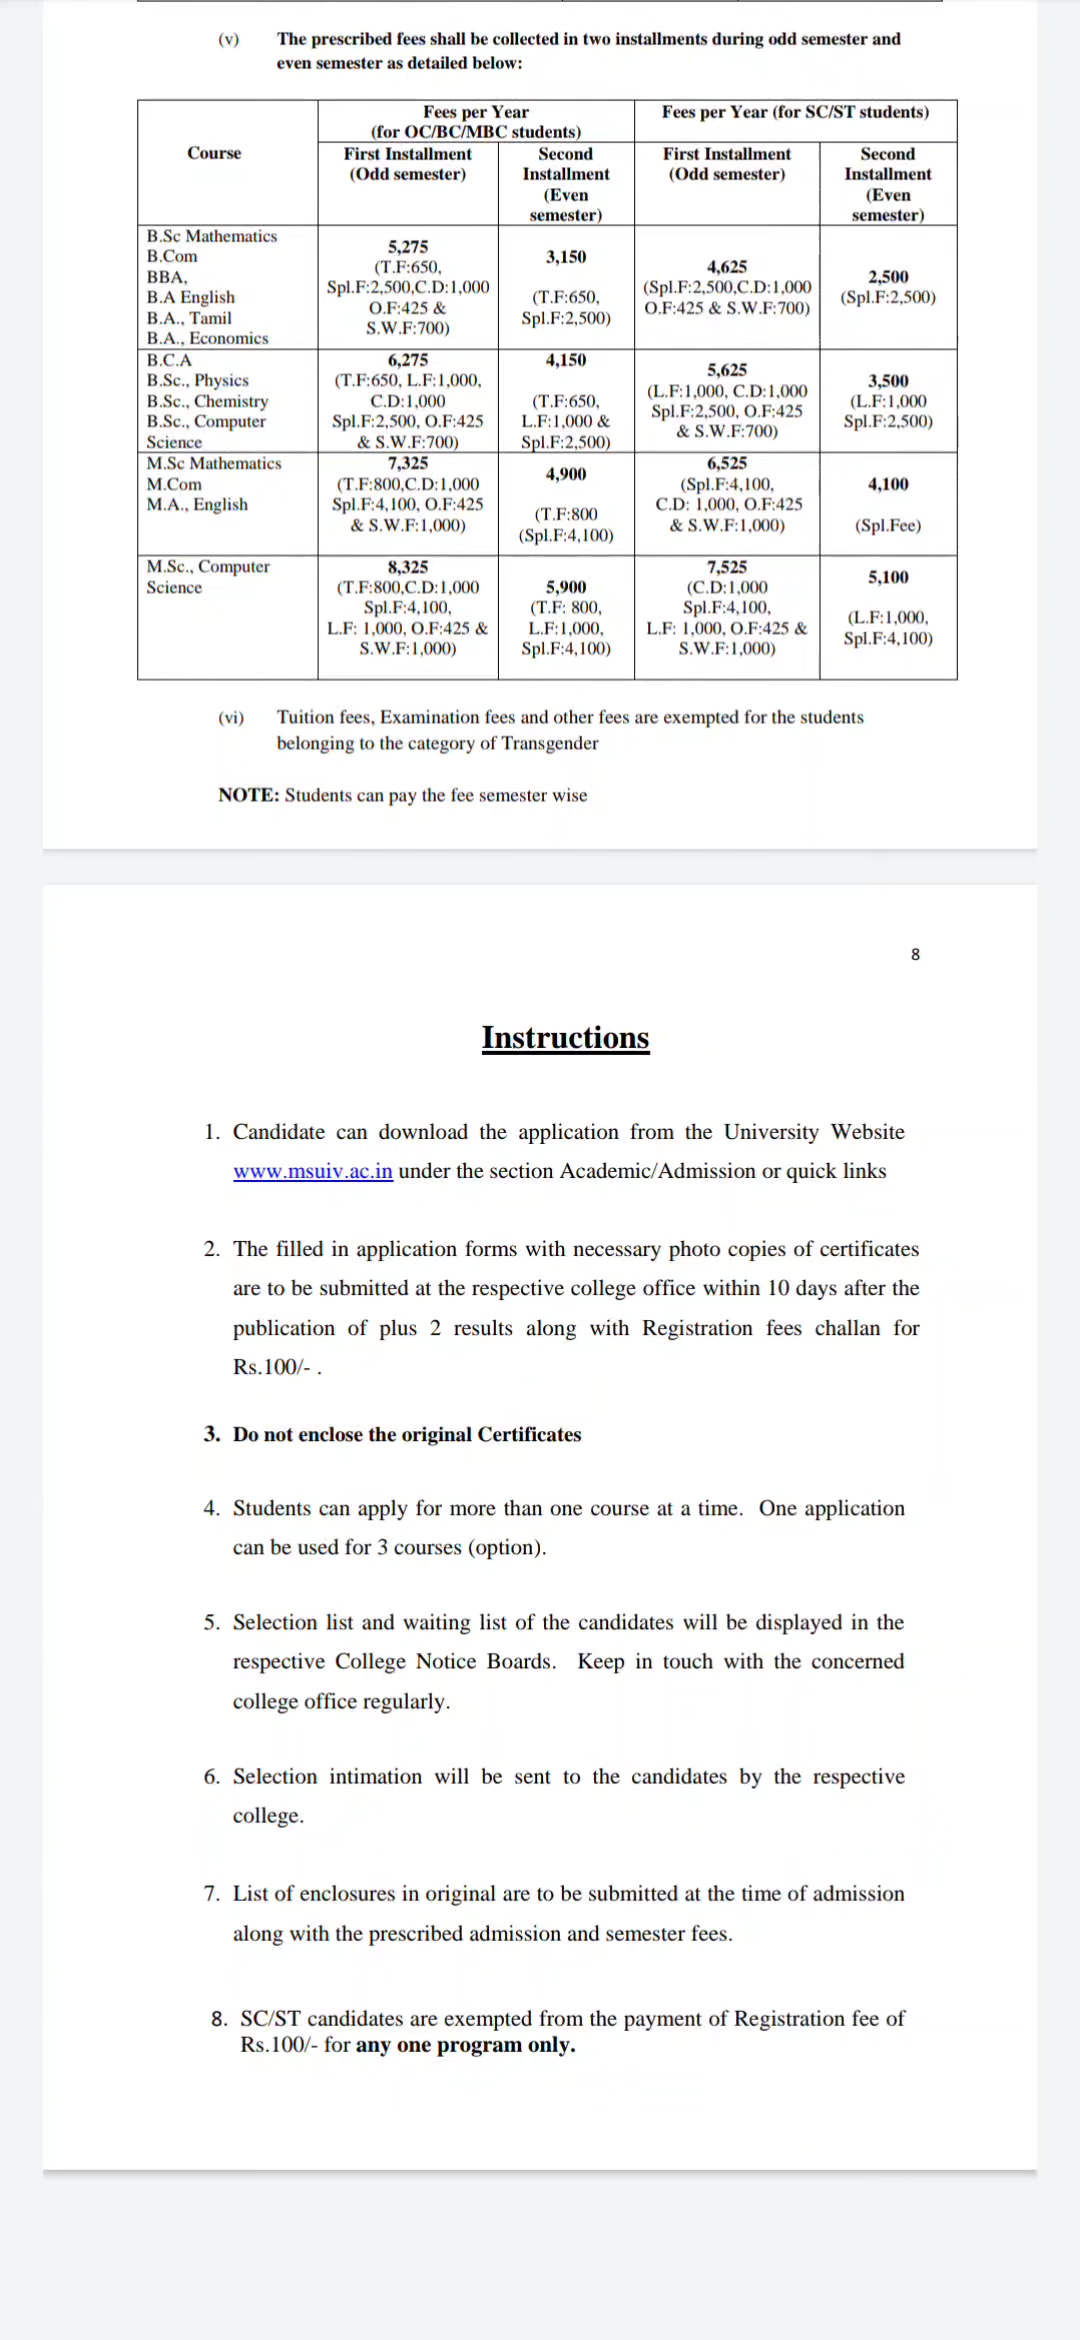 (v) The prescribed fees shall be collected in two installments during odd semester and
even semester as detailed below:
Course
Fees per Year
(for OC/BC/MBC students)
Fees per Year (for SC/ST students)
First Installment
(Odd semester)
Second
Installment
(Even
semester)
First Installment
(Odd semester)
Second
Installment
(Even
semester)
B.Sc Mathematics
B.Com
BBA,
B.A English
B.A., Tamil
B.A., Economics
5,275
(T.F:650,
Spl.F:2,500,C.D:1,000
O.F:425 &
S.W.F:700)
3,150
(T.F:650,
Spl.F:2,500)
4,625
(Spl.F:2,500,C.D:1,000
O.F:425 & S.W.F:700)
2,500
(Spl.F:2,500)
B.C.A
B.Sc., Physics
B.Sc., Chemistry
B.Sc., Computer
Science
6,275
(T.F:650, L.F:1,000,
C.D:1,000
Spl.F:2,500, O.F:425
& S.W.F:700)
4,150
(T.F:650,
L.F:1,000 &
Spl.F:2,500)
5,625
(L.F:1,000, C.D:1,000
Spl.F:2,500, O.F:425
& S.W.F:700)
3,500
(L.F:1,000
Spl.F:2,500)
M.Sc Mathematics
M.Com
M.A., English
7,325
(T.F:800,C.D:1,000
Spl.F:4,100, O.F:425
& S.W.F:1,000)
4,900
(T.F:800
(Spl.F:4,100)
6,525
(Spl.F:4,100,
C.D: 1,000, O.F:425
& S.W.F:1,000)
4,100
(Spl.Fee)
M.Sc., Computer
Science
8,325
(T.F:800,C.D:1,000
Spl.F:4,100,
L.F: 1,000, O.F:425 &
S.W.F:1,000)
5,900
(T.F: 800,
L.F:1,000,
Spl.F:4,100)
7,525
(C.D:1,000
Spl.F:4,100,
L.F: 1,000, O.F:425 &
S.W.F:1,000)
5,100
(L.F:1,000,
Spl.F:4,100)
(vi) Tuition fees, Examination fees and other fees are exempted for the students
belonging to the category of Transgender
NOTE: Students can pay the fee semester wise
8
Instructions
1. Candidate can download the application from the University Website
www.msuiv.ac.in under the section Academic/Admission or quick links
2. The filled in application forms with necessary photo copies of certificates
are to be submitted at the respective college office within 10 days after the
publication of plus 2 results along with Registration fees challan for
Rs.100/- .
3. Do not enclose the original Certificates
4. Students can apply for more than one course at a time. One application
can be used for 3 courses (option).
5. Selection list and waiting list of the candidates will be displayed in the
respective College Notice Boards. Keep in touch with the concerned
college office regularly.
6. Selection intimation will be sent to the candidates by the respective
college.
7. List of enclosures in original are to be submitted at the time of admission
along with the prescribed admission and semester fees.
8. SC/ST candidates are exempted from the payment of Registration fee of
Rs.100/- for any one program only.